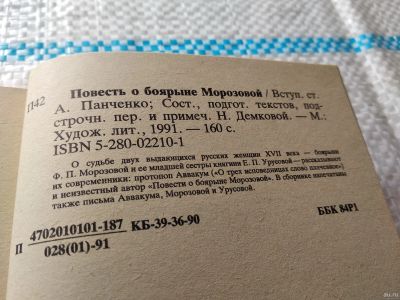 П42
Повесть о боярыне Морозовой / Вступ. ст.
А. Панченко; Сост., подгот. текстов, под-
строчн. пер. и примеч. Н. Демковой. — М.:
Худож. лит., 1991. — 160 с.
ISBN 5-280-02210-1
О судьбе двух выдающихся русских женщин XVII века — боярыни
Ф. П. Морозовой и ее младшей сестры княгини Е. П. Урусовой — рассказывают
их современники: протопоп Аввакум («О трех исповедницах слово плачевное»)
и неизвестный автор «Повести о боярыне Морозовой». В сборнике напечатаны
также письма Аввакума, Морозовой и Урусовой.
П 4702010101-187 КБ-39-36-90
028(01)-91
ББК 84Р1
au.ru